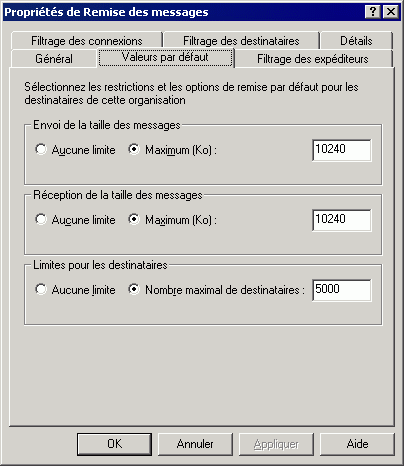 Propriétés de Remise des messages
Filtrage des connexions Filtrage des destinataires Détails
Général Valeurs par défaut Filtrage des expéditeurs
Sélectionnez les restrictions et les options de remise par défaut pour les
destinataires de cette organisation
Envoi de la taille des messages
Aucune limite Maximum (Ko) : 10240
Réception de la taille des messages
Aucune limite Maximum (Ko) : 10240
Limites pour les destinataires
Aucune limite Nombre maximal de destinataires : 5000
OK Annuler Appliquer Aide